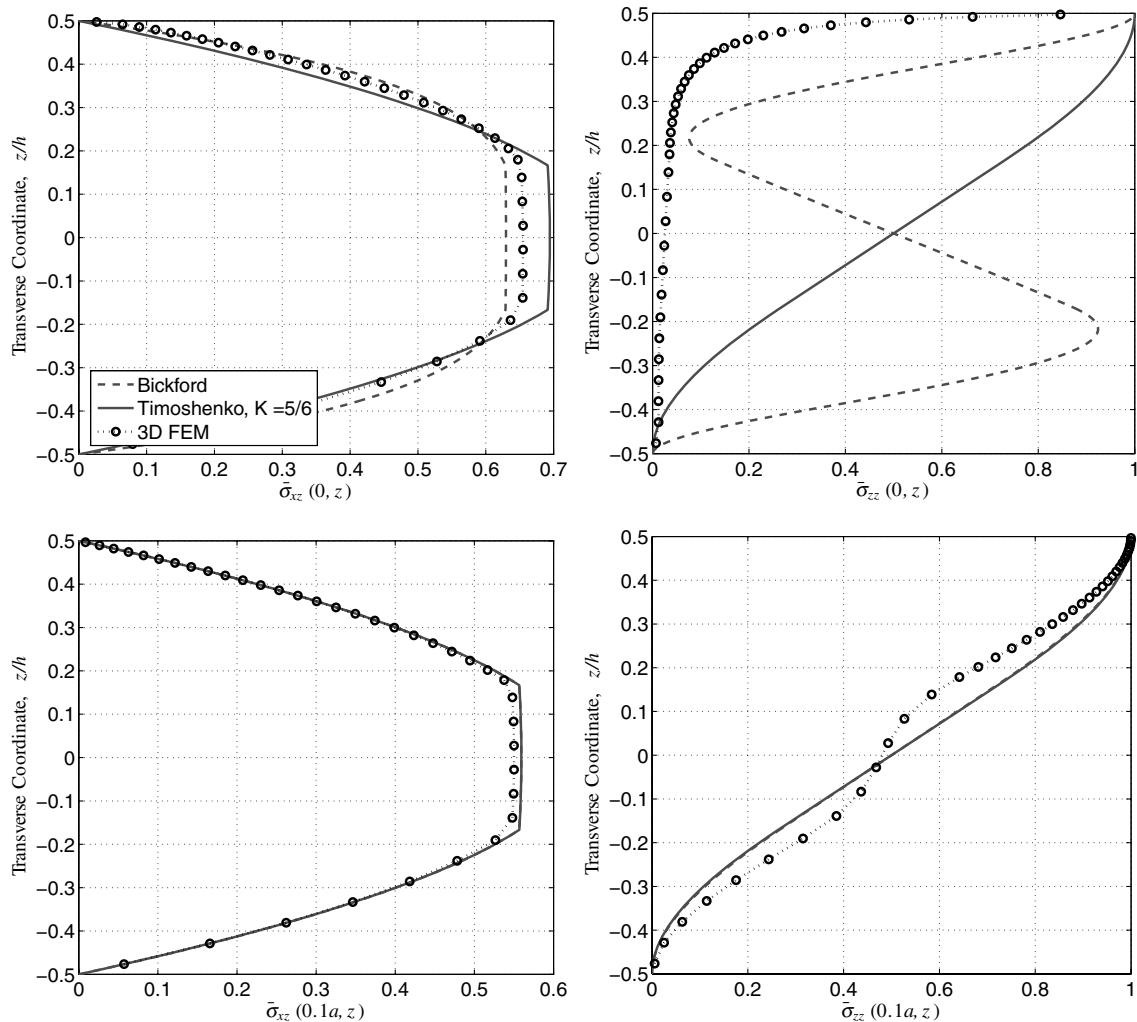 0.5
0.4
0.3
0.2
0.1
0
−0.1
−0.2
−0.3
−0.4
−0.5
Transverse Coordinate, z/h
Bickford
Timoshenko, K =5/6
3D FEM
0 0.1 0.2 0.3 0.4 0.5 0.6 0.7
σ̄xz (0, z)
0.5
0.4
0.3
0.2
0.1
0
−0.1
−0.2
−0.3
−0.4
−0.5
Transverse Coordinate, z/h
0 0.2 0.4 0.6 0.8 1
σ̄zz (0, z)
0.5
0.4
0.3
0.2
0.1
0
−0.1
−0.2
−0.3
−0.4
−0.5
Transverse Coordinate, z/h
0 0.1 0.2 0.3 0.4 0.5 0.6
σ̄xz (0.1a, z)
0.5
0.4
0.3
0.2
0.1
0
−0.1
−0.2
−0.3
−0.4
−0.5
Transverse Coordinate, z/h
0 0.2 0.4 0.6 0.8 1
σ̄zz (0.1a, z)